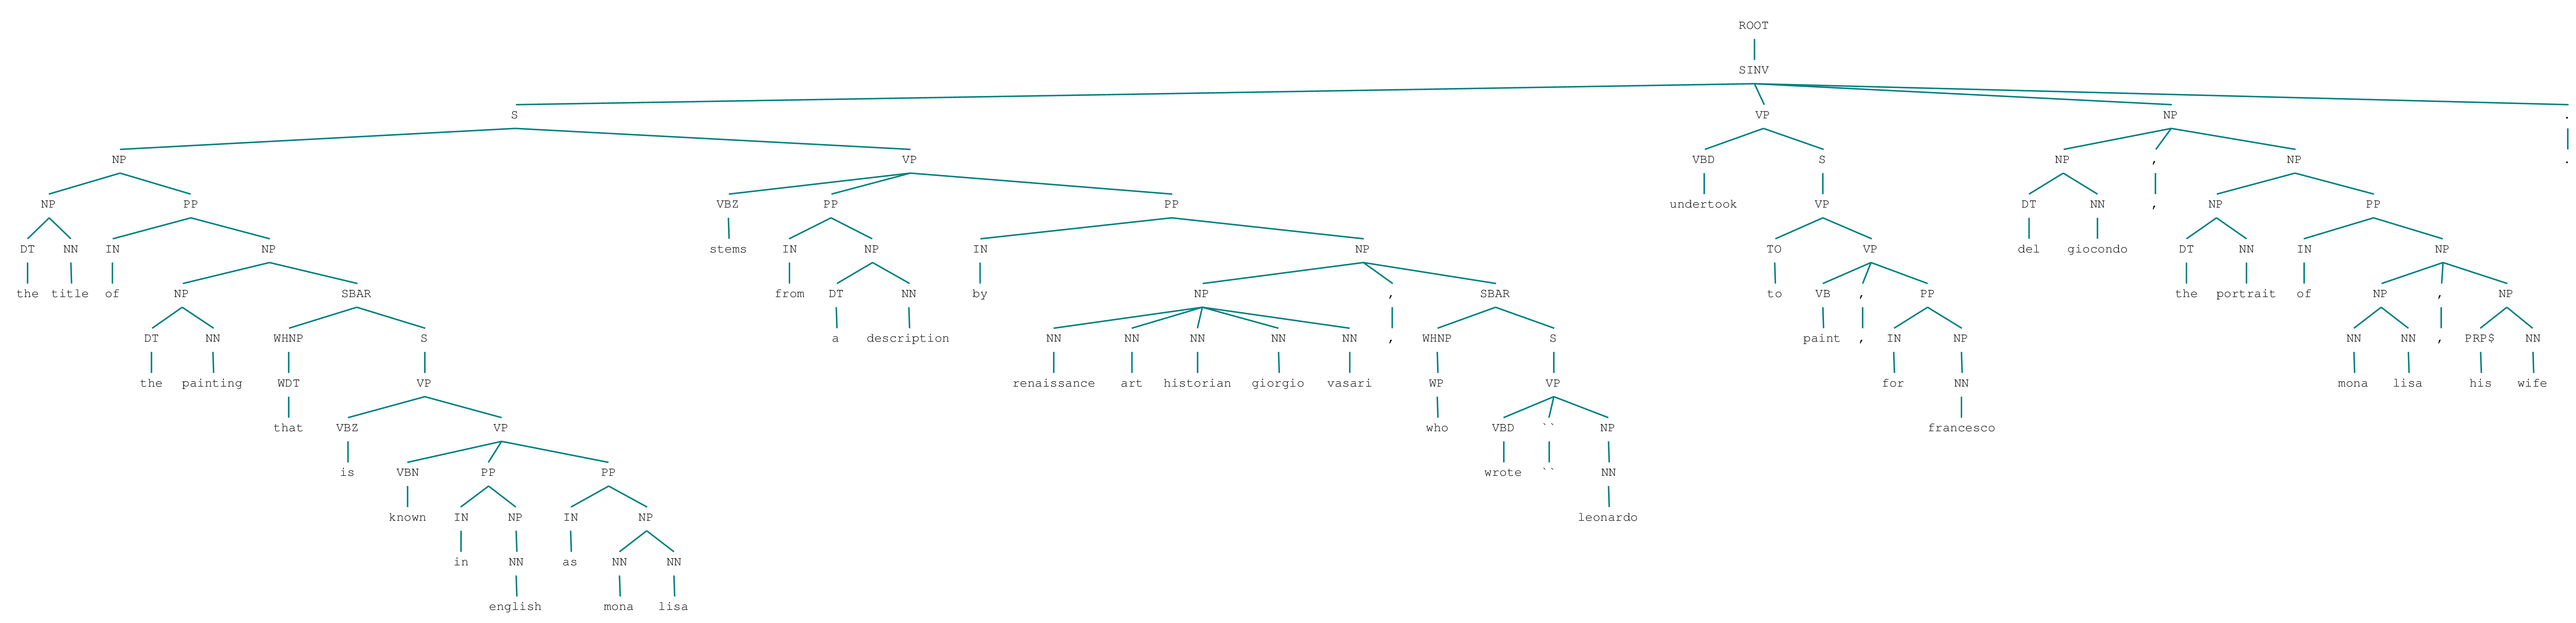 ROOT
SINV
S VP NP .
NP VP VBD S NP , NP .
NP PP VBZ PP PP undertook VP DT NN , NP PP
DT NN IN NP stems IN NP IN NP TO VP del giocondo DT NN IN NP
the title of NP SBAR from DT NN by NP , SBAR to VB , PP the portrait of NP , NP
DT NN WHNP S a description NN NN NN NN NN , WHNP S paint , IN NP NN NN , PRP$ NN
the painting WDT VP renaissance art historian giorgio vasari WP VP for NN mona lisa his wife
that VBZ VP who VBD `` NP francesco
is VBN PP PP wrote `` NN
known IN NP IN NP leonardo
in NN as NN NN
english mona lisa